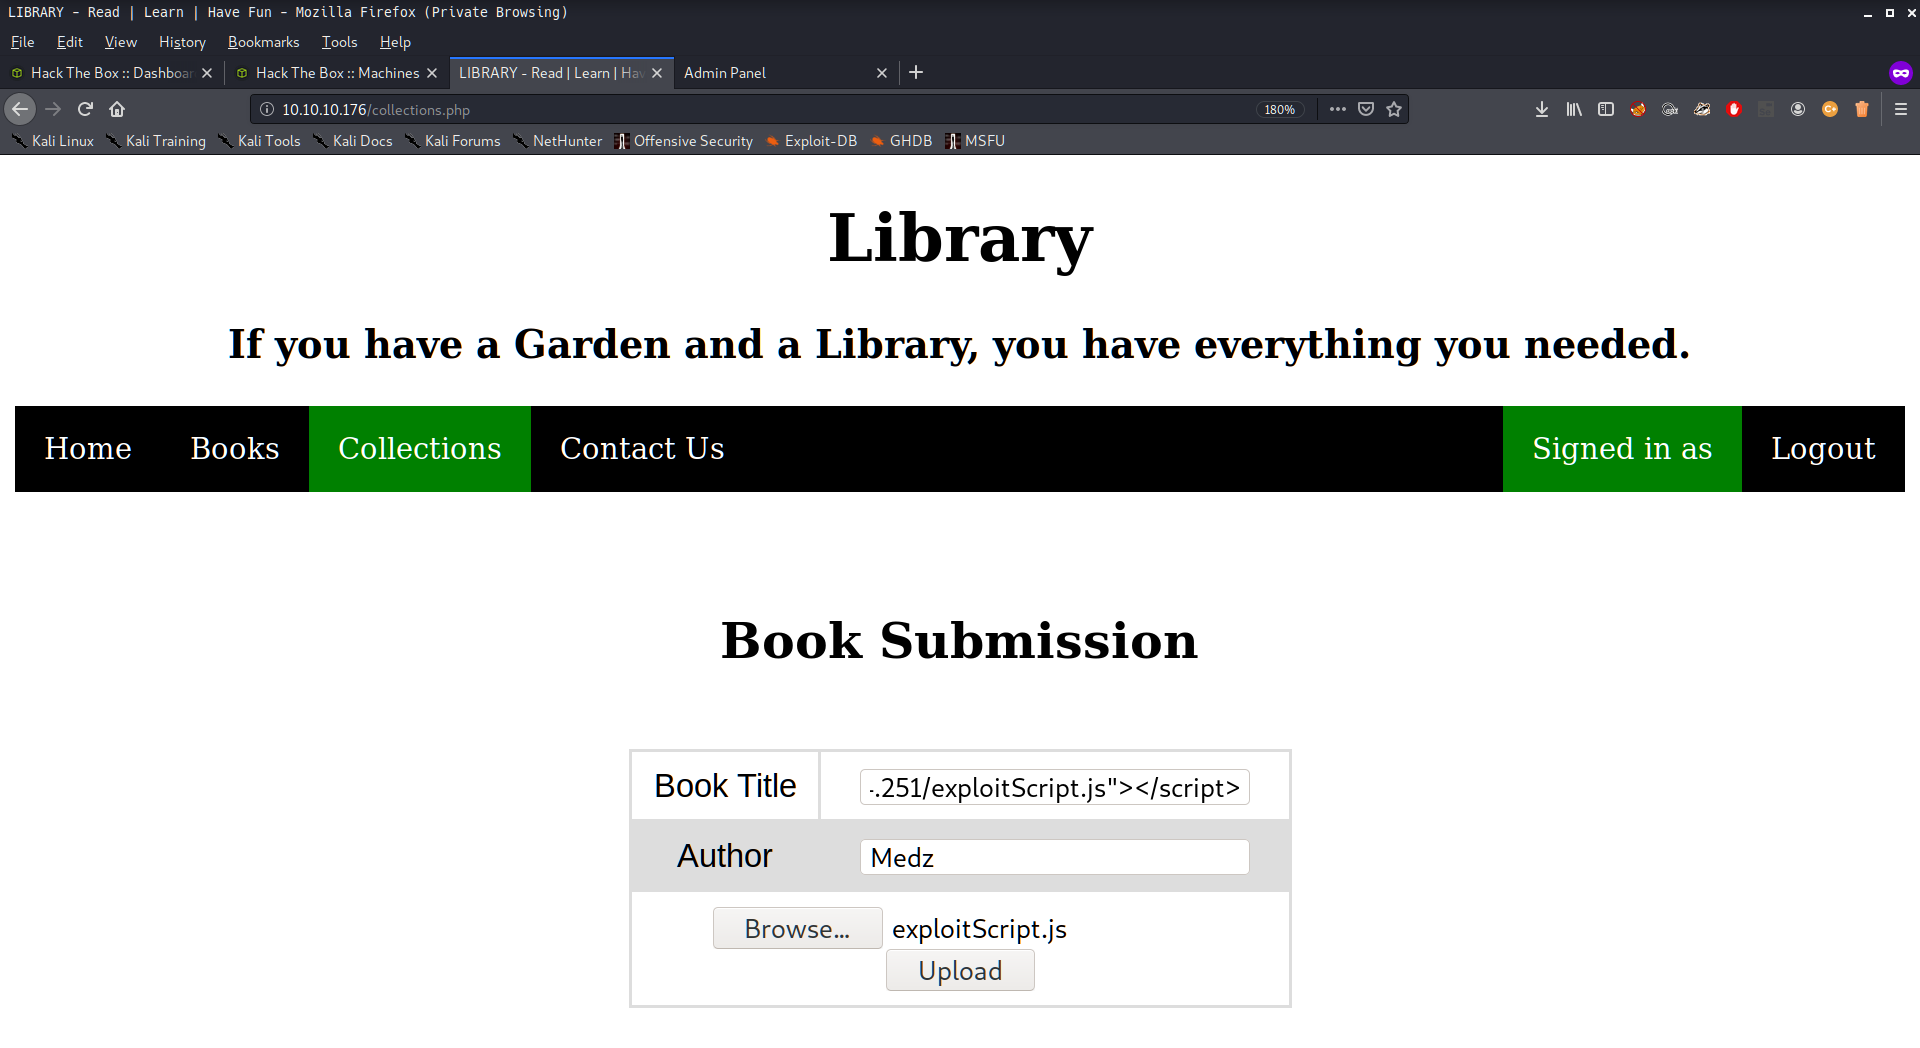 LIBRARY - Read | Learn | Have Fun - Mozilla Firefox (Private Browsing)
File Edit View History Bookmarks Tools Help
Hack The Box :: Dashboar Hack The Box :: Machines LIBRARY - Read | Learn | Hav Admin Panel
10.10.10.176/collections.php 180%
Kali Linux Kali Training Kali Tools Kali Docs Kali Forums NetHunter Offensive Security Exploit-DB GHDB MSFU
Library
If you have a Garden and a Library, you have everything you needed.
Home Books Collections Contact Us Signed in as Logout
Book Submission
Book Title .251/exploitScript.js"></script>
Author Medz
Browse... exploitScript.js
Upload